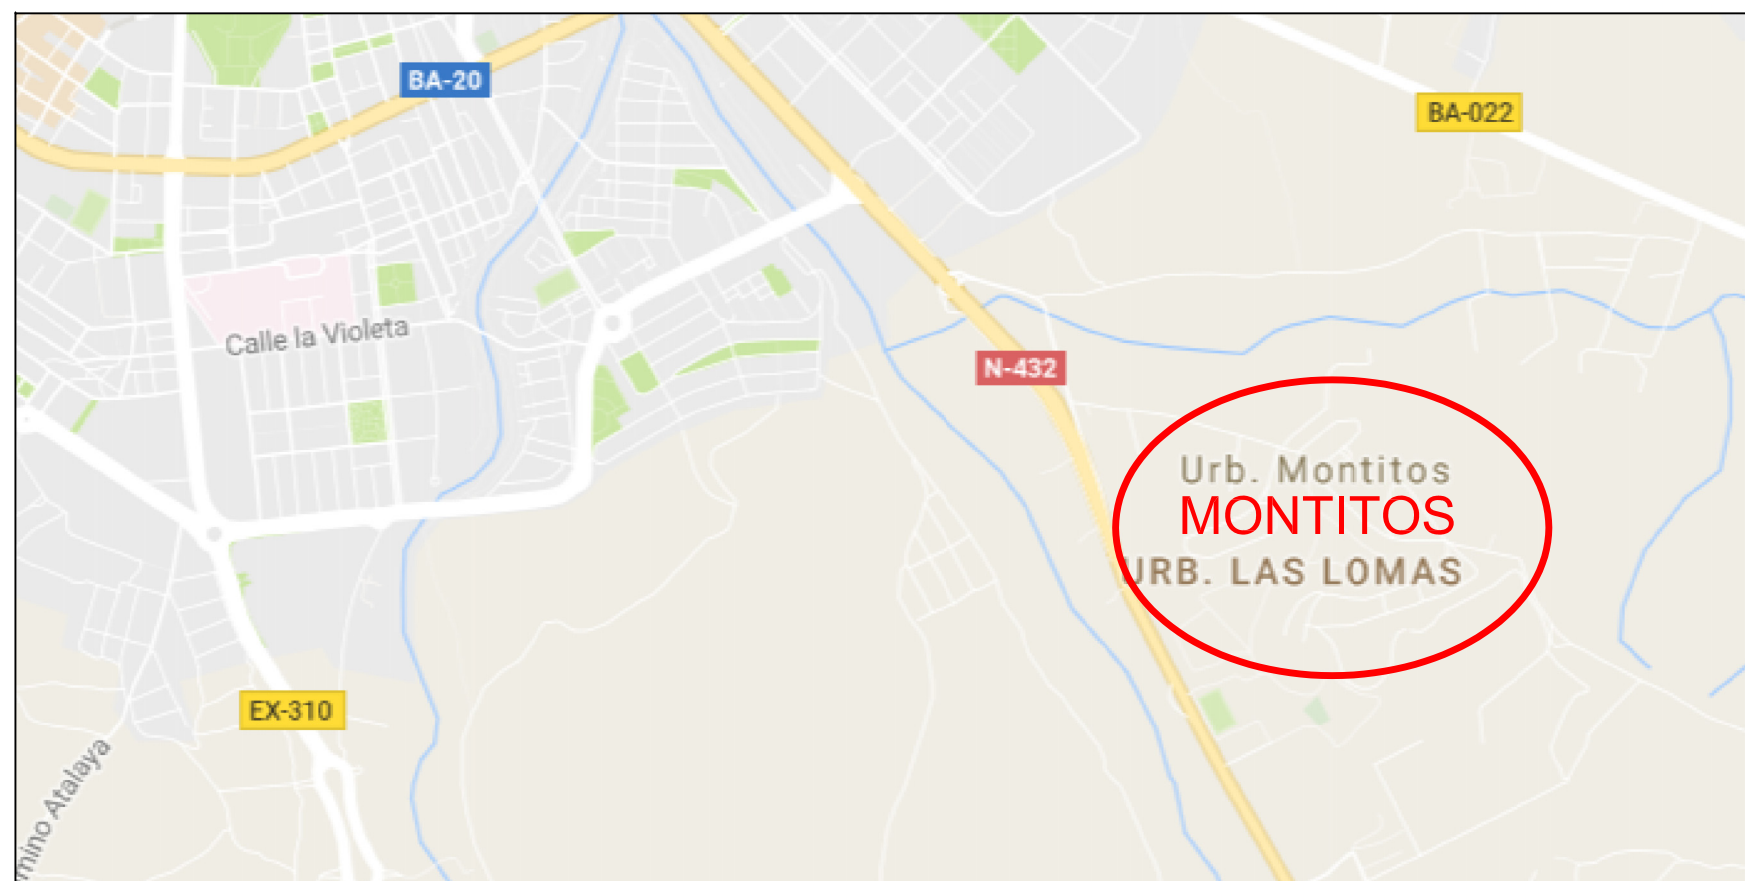 BA-20
BA-022
Calle la Violeta
N-432
Urb. Montitos
MONTITOS
URB. LAS LOMAS
EX-310
mino Atalaya